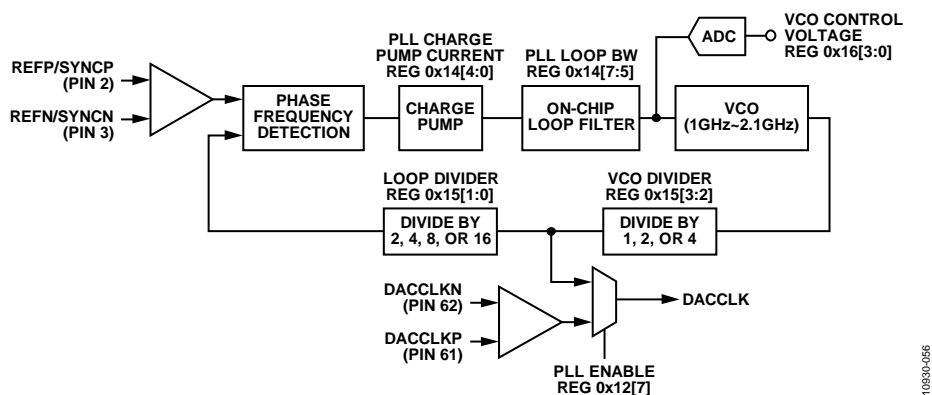 PLL CHARGE
PUMP CURRENT
REG 0x14[4:0]
PLL LOOP BW
REG 0x14[7:5]
ADC
VCO CONTROL
VOLTAGE
REG 0x16[3:0]
REFP/SYNCP
(PIN 2)
REFN/SYNCN
(PIN 3)
PHASE
FREQUENCY
DETECTION
CHARGE
PUMP
ON-CHIP
LOOP FILTER
VCO
(1GHz~2.1GHz)
LOOP DIVIDER
REG 0x15[1:0]
VCO DIVIDER
REG 0x15[3:2]
DIVIDE BY
2, 4, 8, OR 16
DIVIDE BY
1, 2, OR 4
DACCLKN
(PIN 62)
DACCLKP
(PIN 61)
DACCLK
PLL ENABLE
REG 0x12[7]
10930-056